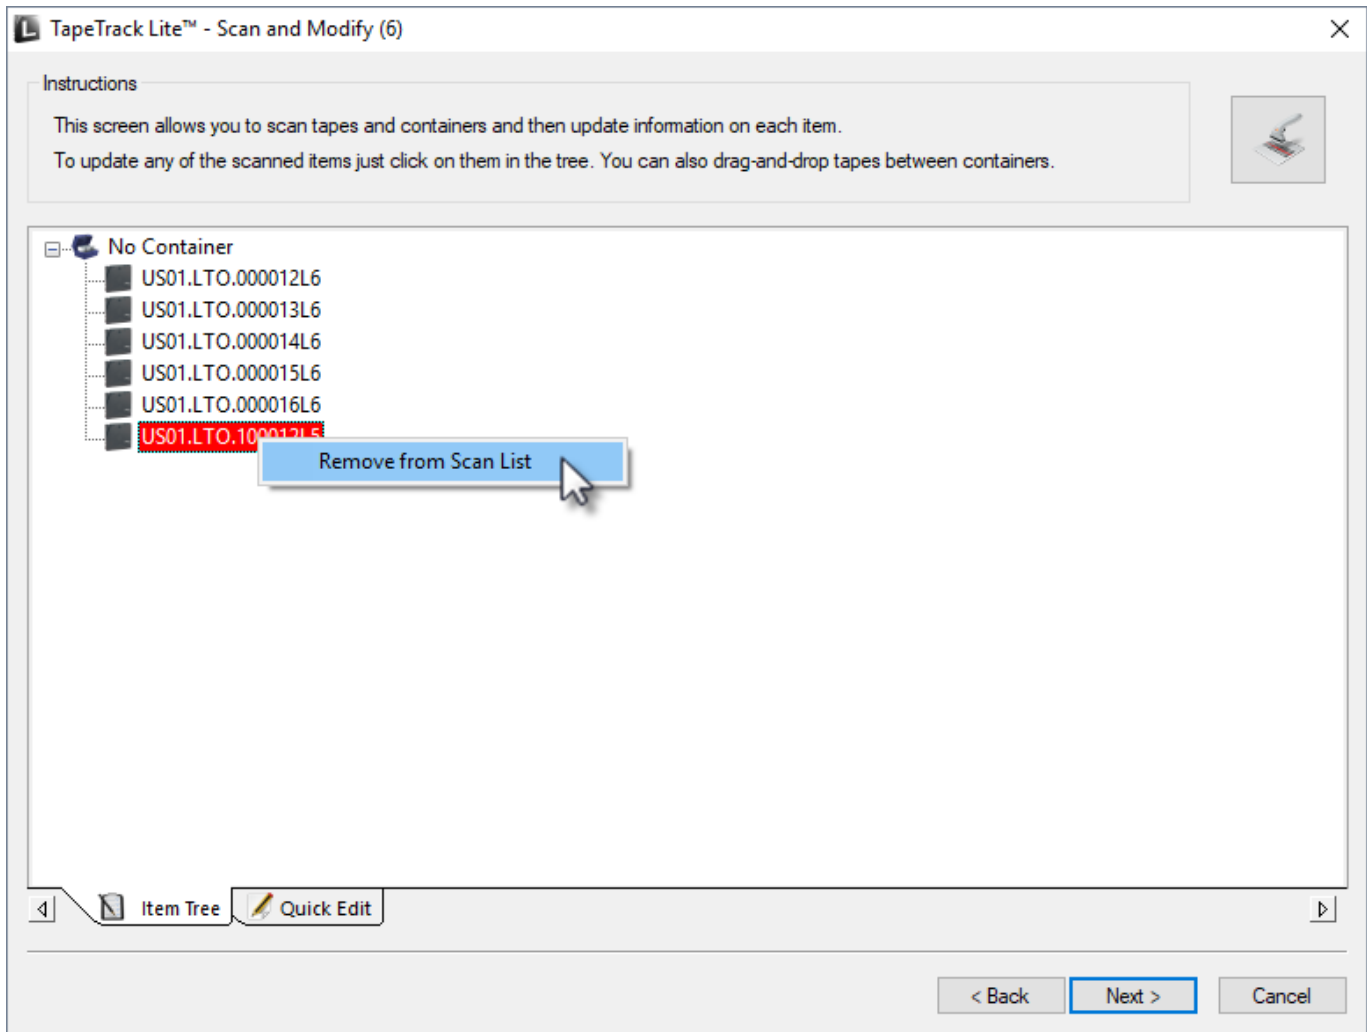 TapeTrack Lite™ - Scan and Modify (6)
Instructions
This screen allows you to scan tapes and containers and then update information on each item.
To update any of the scanned items just click on them in the tree. You can also drag-and-drop tapes between containers.
No Container
US01.LTO.000012L6
US01.LTO.000013L6
US01.LTO.000014L6
US01.LTO.000015L6
US01.LTO.000016L6
US01.LTO.100012L5
Remove from Scan List
Item Tree
Quick Edit
< Back
Next >
Cancel